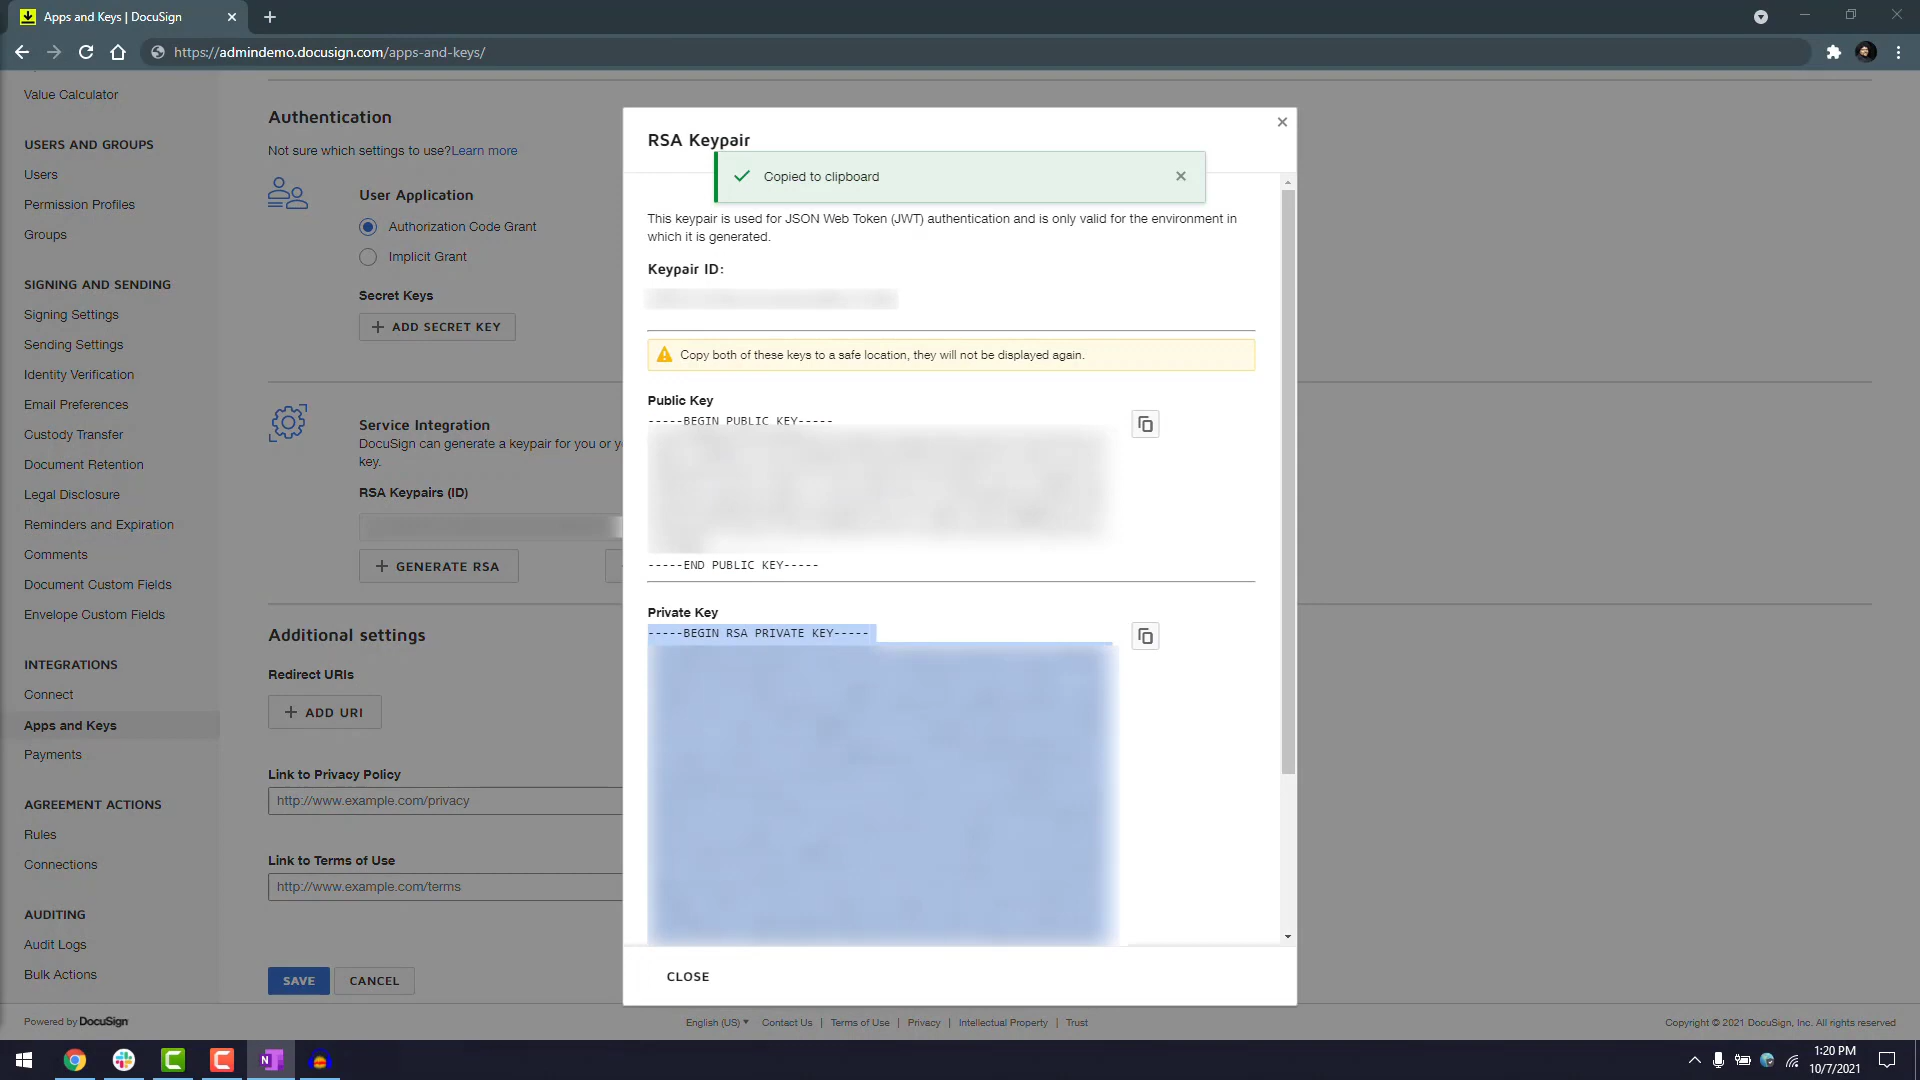 Apps and Keys | DocuSign
https://admindemo.docusign.com/apps-and-keys/
Value Calculator
USERS AND GROUPS
Users
Permission Profiles
Groups
SIGNING AND SENDING
Signing Settings
Sending Settings
Identity Verification
Email Preferences
Custody Transfer
Document Retention
Legal Disclosure
Reminders and Expiration
Comments
Document Custom Fields
Envelope Custom Fields
INTEGRATIONS
Connect
Apps and Keys
Payments
AGREEMENT ACTIONS
Rules
Connections
AUDITING
Audit Logs
Bulk Actions
Authentication
Not sure which settings to use?Learn more
User Application
Authorization Code Grant
Implicit Grant
Secret Keys
ADD SECRET KEY
Service Integration
DocuSign can generate a keypair for you or y
key.
RSA Keypairs (ID)
GENERATE RSA
Additional settings
Redirect URIs
ADD URI
Link to Privacy Policy
http://www.example.com/privacy
Link to Terms of Use
http://www.example.com/terms
SAVE
CANCEL
RSA Keypair
Copied to clipboard
This keypair is used for JSON Web Token (JWT) authentication and is only valid for the environment in
which it is generated.
Keypair ID:
Copy both of these keys to a safe location, they will not be displayed again.
Public Key
-----BEGIN PUBLIC KEY-----
-----END PUBLIC KEY-----
Private Key
-----BEGIN RSA PRIVATE KEY-----
CLOSE
Powered by DocuSign
English (US) Contact Us | Terms of Use | Privacy | Intellectual Property | Trust
Copyright © 2021 DocuSign, Inc. All rights reserved
1:20 PM
10/7/2021